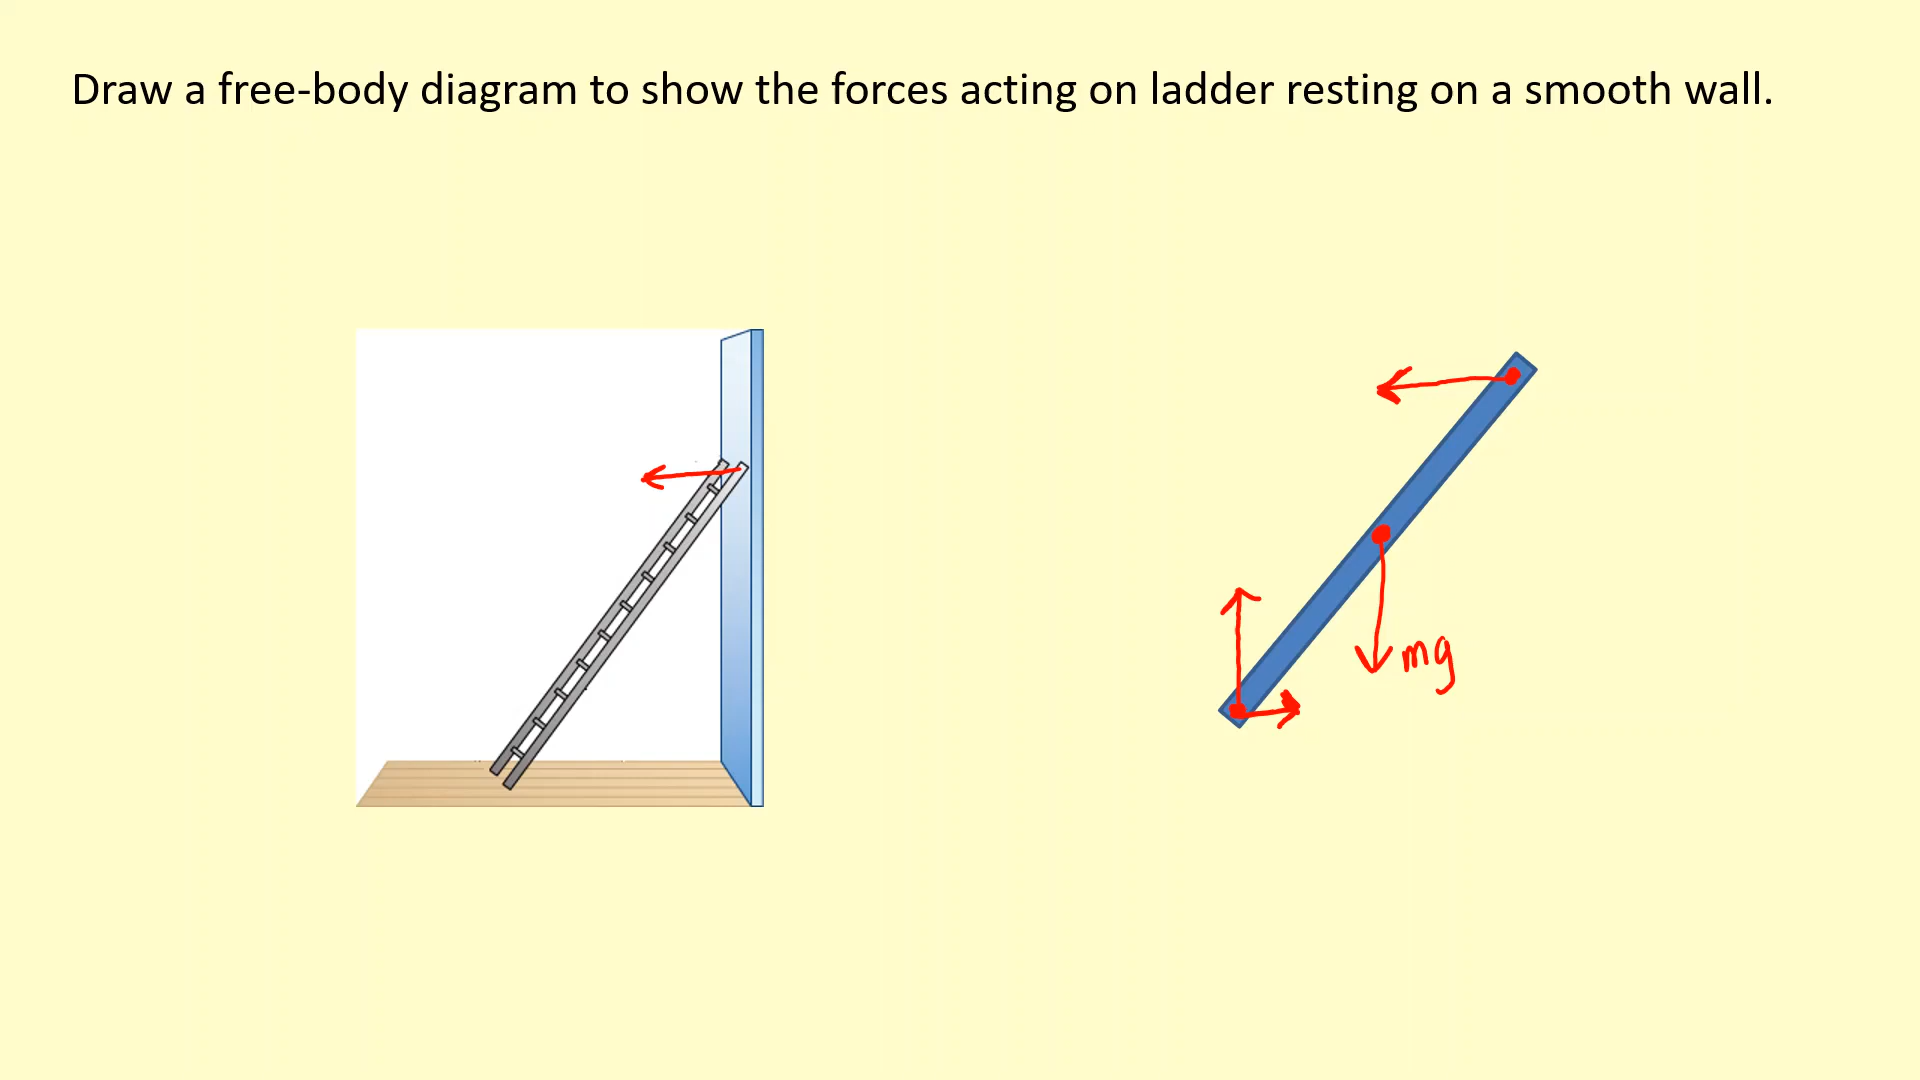 Draw a free-body diagram to show the forces acting on ladder resting on a smooth wall.
mg